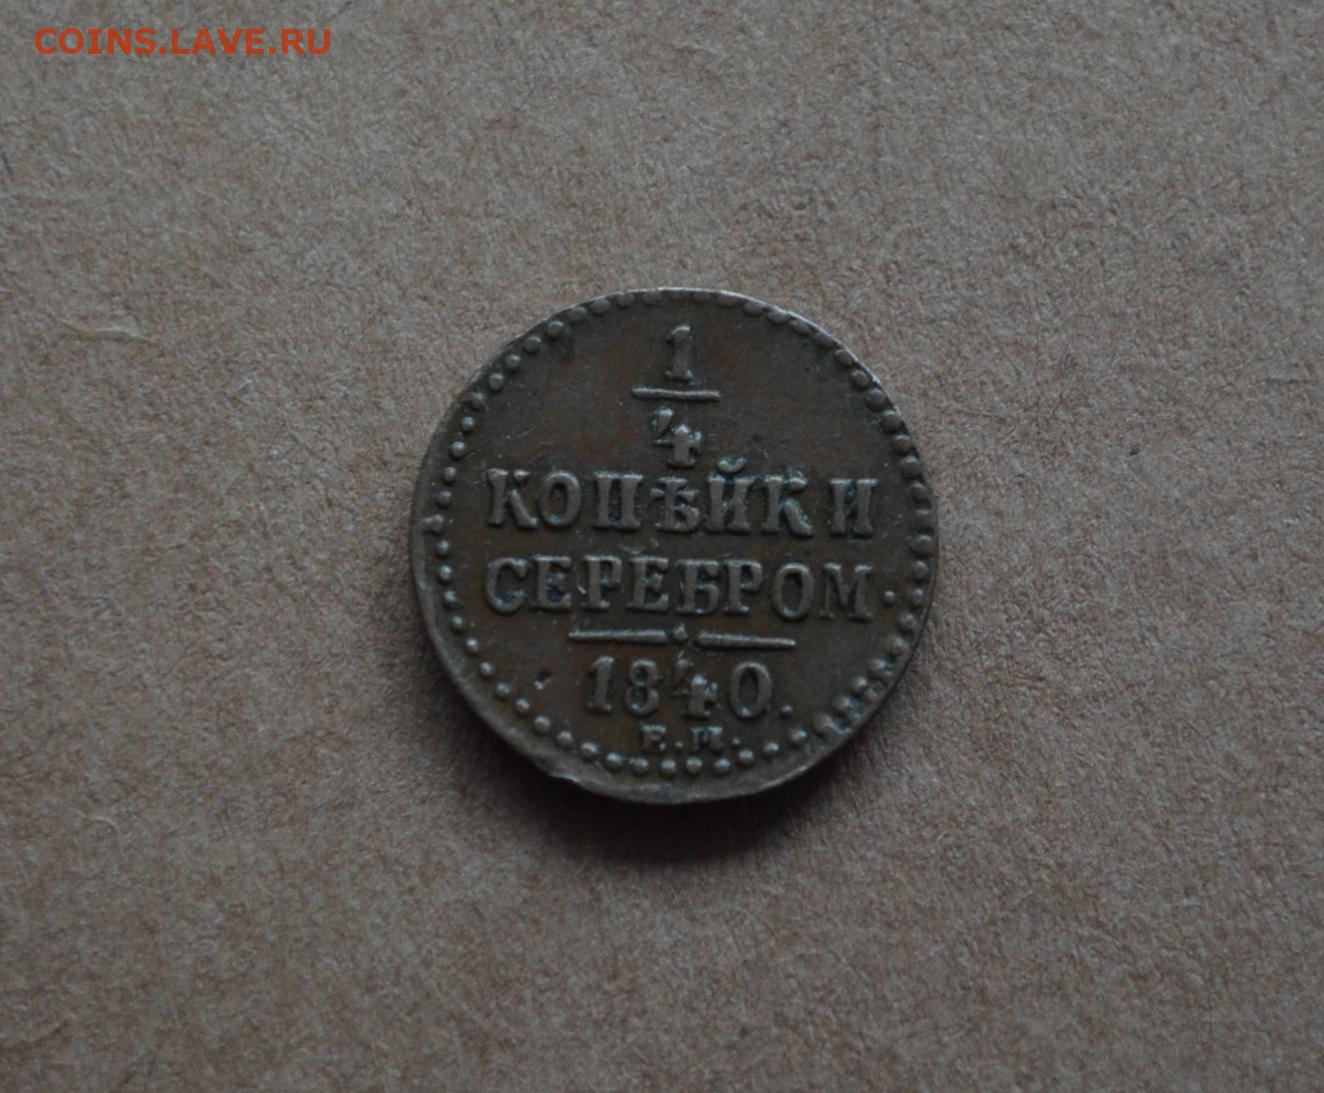 COINS.LAVE.RU
1
4
КОПѢЙКИ
СЕРЕБРОМ.
1840.
Е.М.